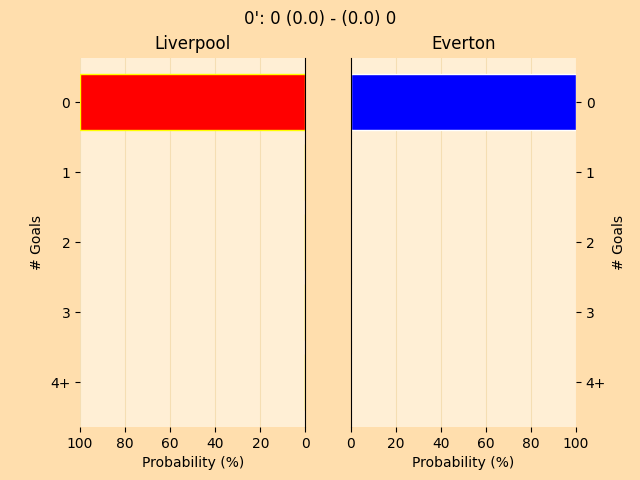 0': 0 (0.0) - (0.0) 0
Liverpool
Everton
0
1
2
3
4+
# Goals
100 80 60 40 20 0
Probability (%)
0
1
2
3
4+
# Goals
0 20 40 60 80 100
Probability (%)